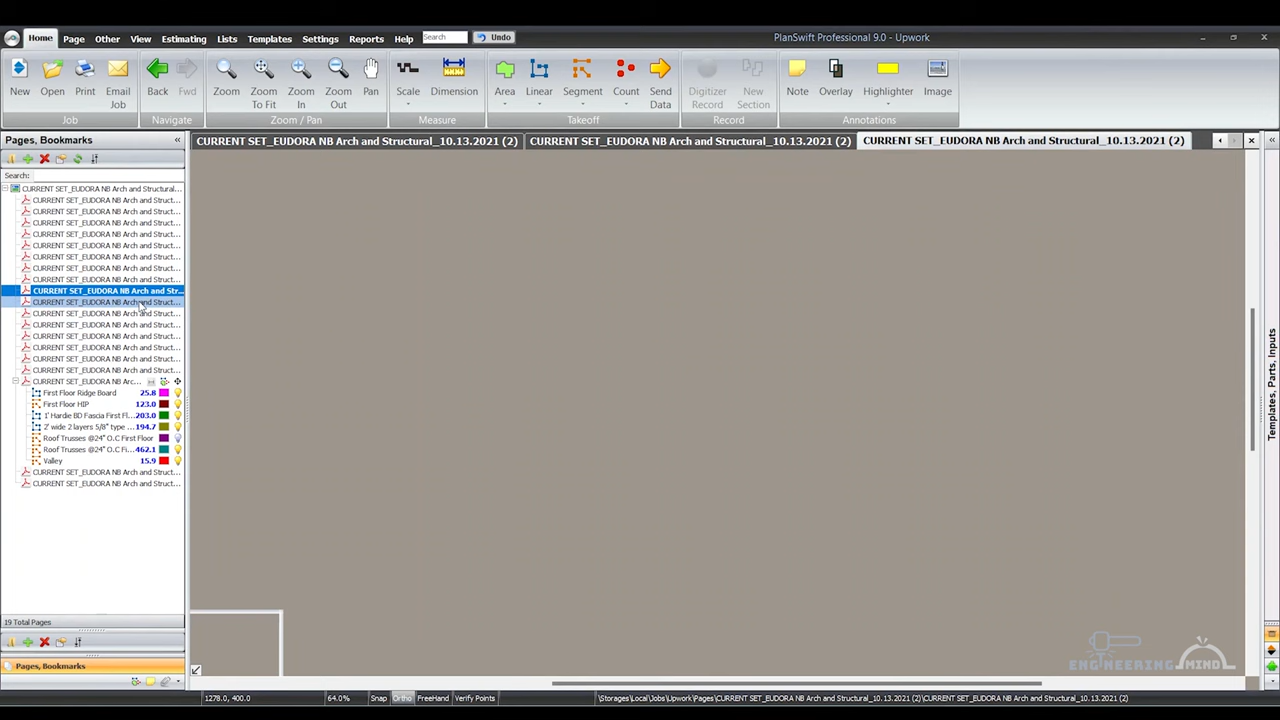 Home Page Other View Estimating Lists Templates Settings Reports Help Search Undo PlanSwift Professional 9.0 - Upwork
New Open Print Email Job Back Fwd Zoom Zoom To Fit Zoom In Zoom Out Pan Scale Dimension Area Linear Segment Count Send Data Digitizer Record New Section Note Overlay Highlighter Image
Job Navigate Zoom / Pan Measure Takeoff Record Annotations
Pages, Bookmarks CURRENT SET_EUDORA NB Arch and Structural_10.13.2021 (2) CURRENT SET_EUDORA NB Arch and Structural_10.13.2021 (2) CURRENT SET_EUDORA NB Arch and Structural_10.13.2021 (2)
Search:
CURRENT SET_EUDORA NB Arch and Structural...
CURRENT SET_EUDORA NB Arch and Struct...
CURRENT SET_EUDORA NB Arch and Struct...
CURRENT SET_EUDORA NB Arch and Struct...
CURRENT SET_EUDORA NB Arch and Struct...
CURRENT SET_EUDORA NB Arch and Struct...
CURRENT SET_EUDORA NB Arch and Struct...
CURRENT SET_EUDORA NB Arch and Struct...
CURRENT SET_EUDORA NB Arch and Struct...
CURRENT SET_EUDORA NB Arch and Str...
CURRENT SET_EUDORA NB Arch and Struct...
CURRENT SET_EUDORA NB Arch and Struct...
CURRENT SET_EUDORA NB Arch and Struct...
CURRENT SET_EUDORA NB Arch and Struct...
CURRENT SET_EUDORA NB Arch and Struct...
CURRENT SET_EUDORA NB Arch and Struct...
CURRENT SET_EUDORA NB Arch and Struct...
CURRENT SET_EUDORA NB Arc...
First Floor Ridge Board 25.8
First Floor HIP 123.0
1' Hardie BD Fascia First Fl... 203.0
2' wide 2 layers 5/8" type ... 194.7
Roof Trusses @24" O.C First Floor
Roof Trusses @24" O.C Fi... 462.1
Valley 15.9
CURRENT SET_EUDORA NB Arch and Struct...
CURRENT SET_EUDORA NB Arch and Struct...
Templates, Parts, Inputs
19 Total Pages
ENGINEERING MIND
Pages, Bookmarks
1278.0, 400.0 64.0% Snap Ortho FreeHand Verify Points \Storages\Local\Jobs\Upwork\Pages\CURRENT SET_EUDORA NB Arch and Structural_10.13.2021 (2)\CURRENT SET_EUDORA NB Arch and Structural_10.13.2021 (2)